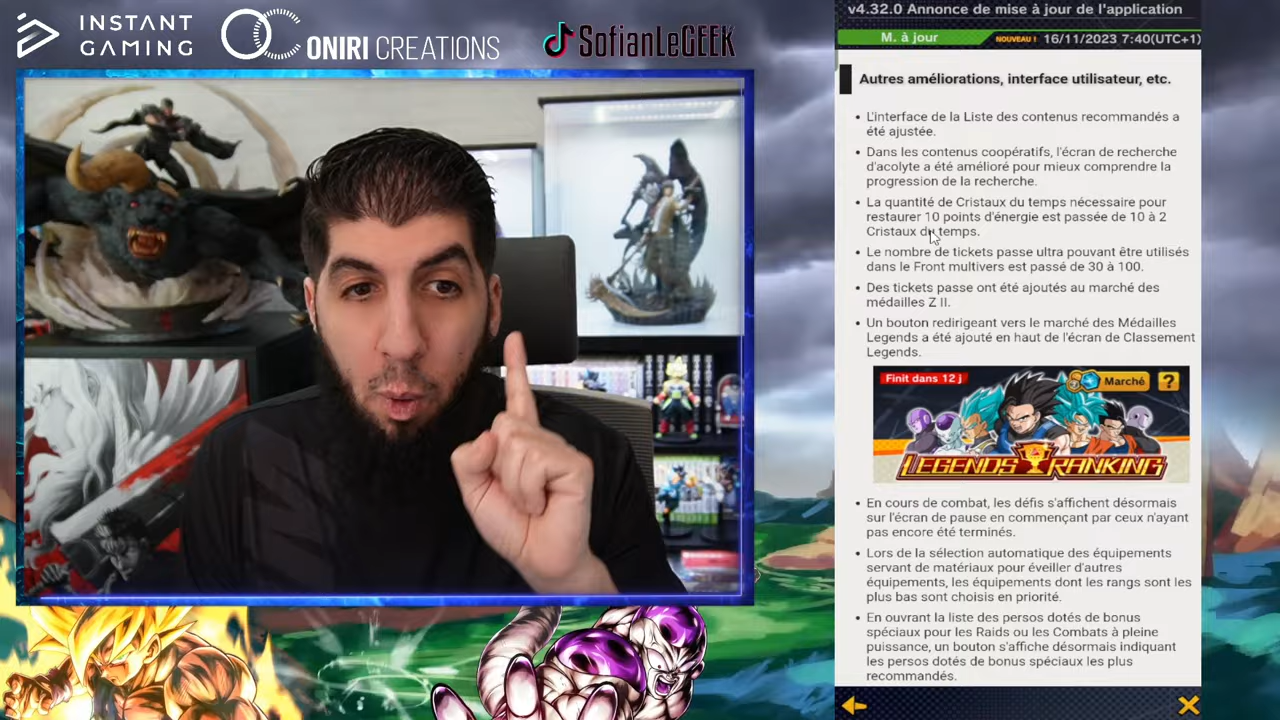 INSTANT
GAMING
ONIRI CREATIONS
SofianLeGEEK
v4.32.0 Annonce de mise à jour de l'application
M. à jour
NOUVEAU !
16/11/2023 7:40(UTC+1)
Autres améliorations, interface utilisateur, etc.
• L'interface de la Liste des contenus recommandés a
été ajustée.
• Dans les contenus coopératifs, l'écran de recherche
d'acolyte a été amélioré pour mieux comprendre la
progression de la recherche.
• La quantité de Cristaux du temps nécessaire pour
restaurer 10 points d'énergie est passée de 10 à 2
Cristaux du temps.
• Le nombre de tickets passe ultra pouvant être utilisés
dans le Front multivers est passé de 30 à 100.
• Des tickets passe ont été ajoutés au marché des
médailles Z II.
• Un bouton redirigeant vers le marché des Médailles
Legends a été ajouté en haut de l'écran de Classement
Legends.
Finit dans 12 j
Marché
?
LEGENDS RANKING
• En cours de combat, les défis s'affichent désormais
sur l'écran de pause en commençant par ceux n'ayant
pas encore été terminés.
• Lors de la sélection automatique des équipements
servant de matériaux pour éveiller d'autres
équipements, les équipements dont les rangs sont les
plus bas sont choisis en priorité.
• En ouvrant la liste des persos dotés de bonus
spéciaux pour les Raids ou les Combats à pleine
puissance, un bouton s'affiche désormais indiquant
les persos dotés de bonus spéciaux les plus
recommandés.